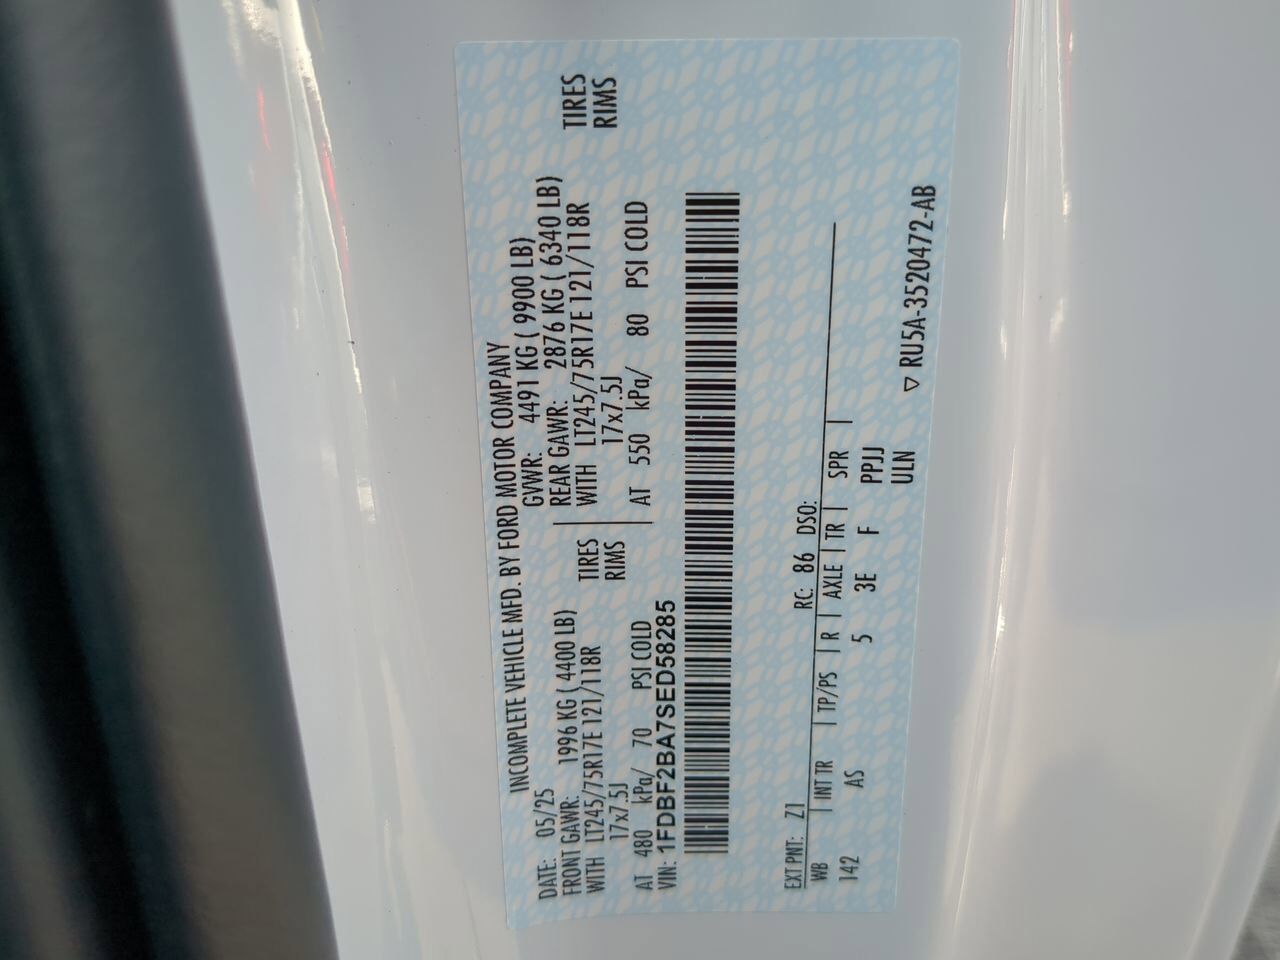 INCOMPLETE VEHICLE MFD. BY FORD MOTOR COMPANY
DATE: 05/25 GVWR: 4491 KG ( 9900 LB)
FRONT GAWR: 1996 KG ( 4400 LB) REAR GAWR: 2876 KG ( 6340 LB)
WITH LT245/75R17E 121/118R TIRES WITH LT245/75R17E 121/118R TIRES
17x7.5J RIMS 17x7.5J RIMS
AT 480 kPa/ 70 PSI COLD AT 550 kPa/ 80 PSI COLD
VIN: 1FDBF2BA7SED58285
EXT PNT: Z1 RC: 86 DSO:
WB | INT TR | TP/PS | R | AXLE | TR | SPR |
142 AS 5 3E F PPJJ
ULN
▽ RU5A-3520472-AB